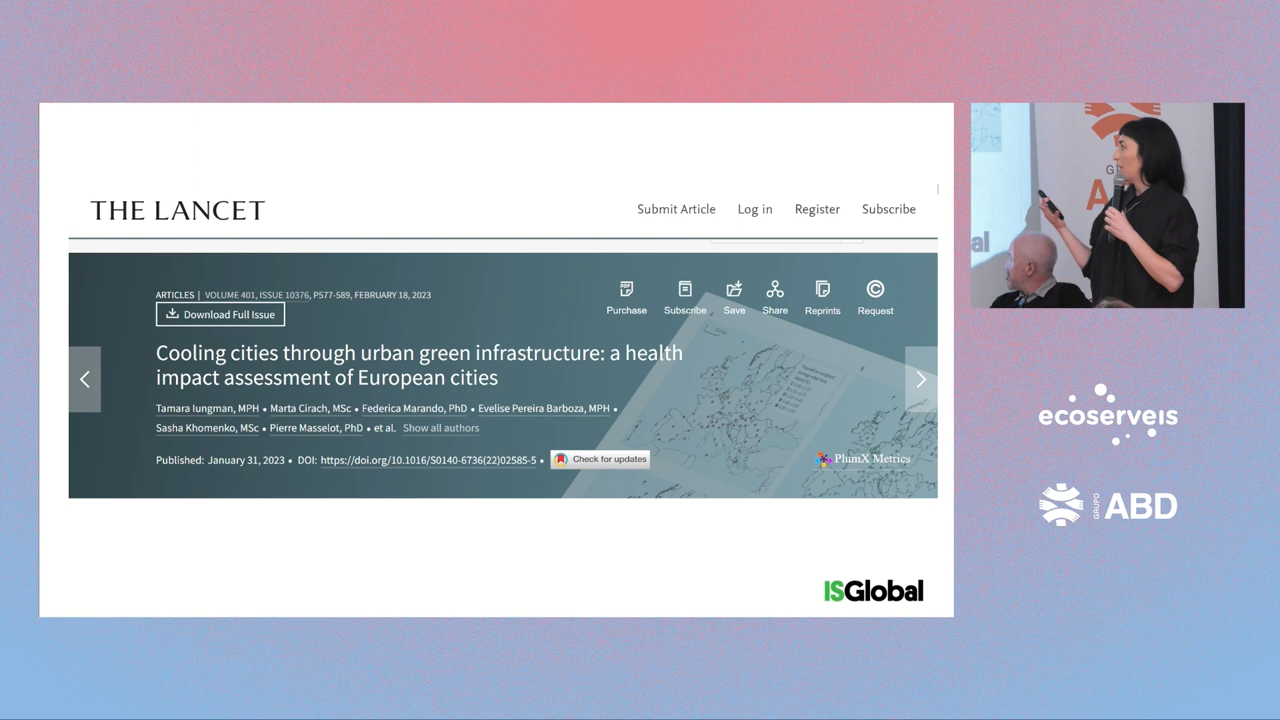 THE LANCET
Submit Article
Log in
Register
Subscribe
ARTICLES | VOLUME 401, ISSUE 10376, P577-589, FEBRUARY 18, 2023
Download Full Issue
PDF
Purchase
Subscribe
Save
Share
Reprints
Request
Cooling cities through urban green infrastructure: a health
impact assessment of European cities
Tamara Iungman, MPH • Marta Cirach, MSc • Federica Marando, PhD • Evelise Pereira Barboza, MPH •
Sasha Khomenko, MSc • Pierre Masselot, PhD • et al. Show all authors
Published: January 31, 2023 • DOI: https://doi.org/10.1016/S0140-6736(22)02585-5 •
Check for updates
PlumX Metrics
ISGlobal
al
G
A
ecoserveis
GRUPO ABD